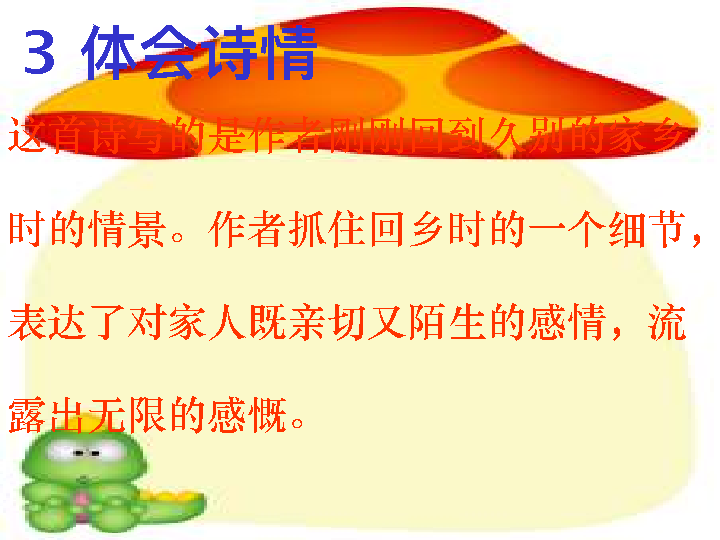 3 体会诗情
这首诗写的是作者刚刚回到久别的家乡
时的情景。作者抓住回乡时的一个细节，
表达了对家人既亲切又陌生的感情，流
露出无限的感慨。